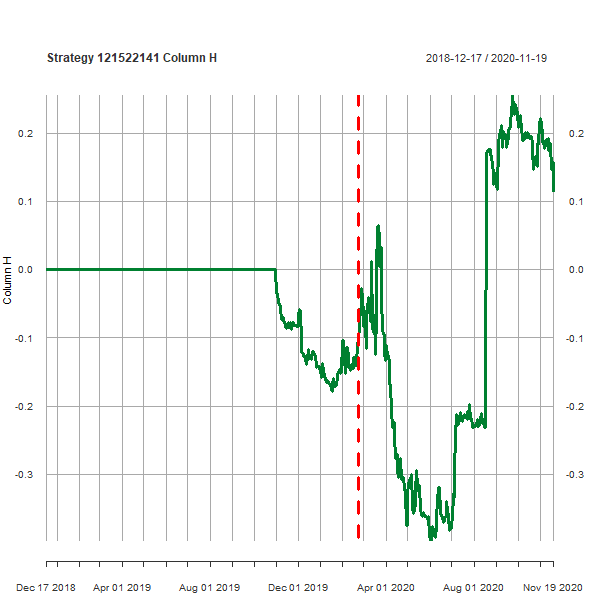 Strategy 121522141 Column H
2018-12-17 / 2020-11-19
Column H
0.2 0.2
0.1 0.1
0.0 0.0
-0.1 -0.1
-0.2 -0.2
-0.3 -0.3
Dec 17 2018 Apr 01 2019 Aug 01 2019 Dec 01 2019 Apr 01 2020 Aug 01 2020 Nov 19 2020